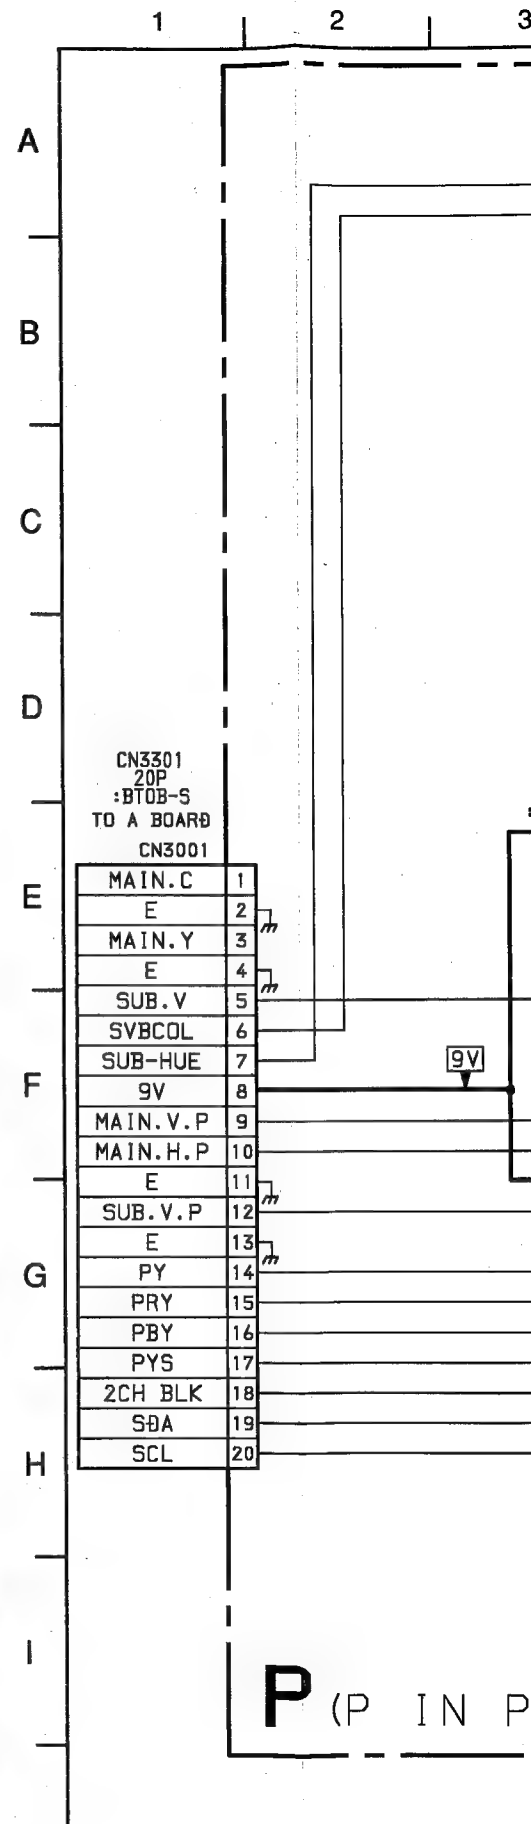 1 2 3
A
B
C
D
E
F
G
H
I
CN3301
20P
:BTOB-S
TO A BOARD
CN3001
MAIN.C 1
E 2
MAIN.Y 3
E 4
SUB.V 5
SVBCOL 6
SUB-HUE 7
9V 8
MAIN.V.P 9
MAIN.H.P 10
E 11
SUB.V.P 12
E 13
PY 14
PRY 15
PBY 16
PYS 17
2CH BLK 18
SDA 19
SCL 20
9V
P (P IN P